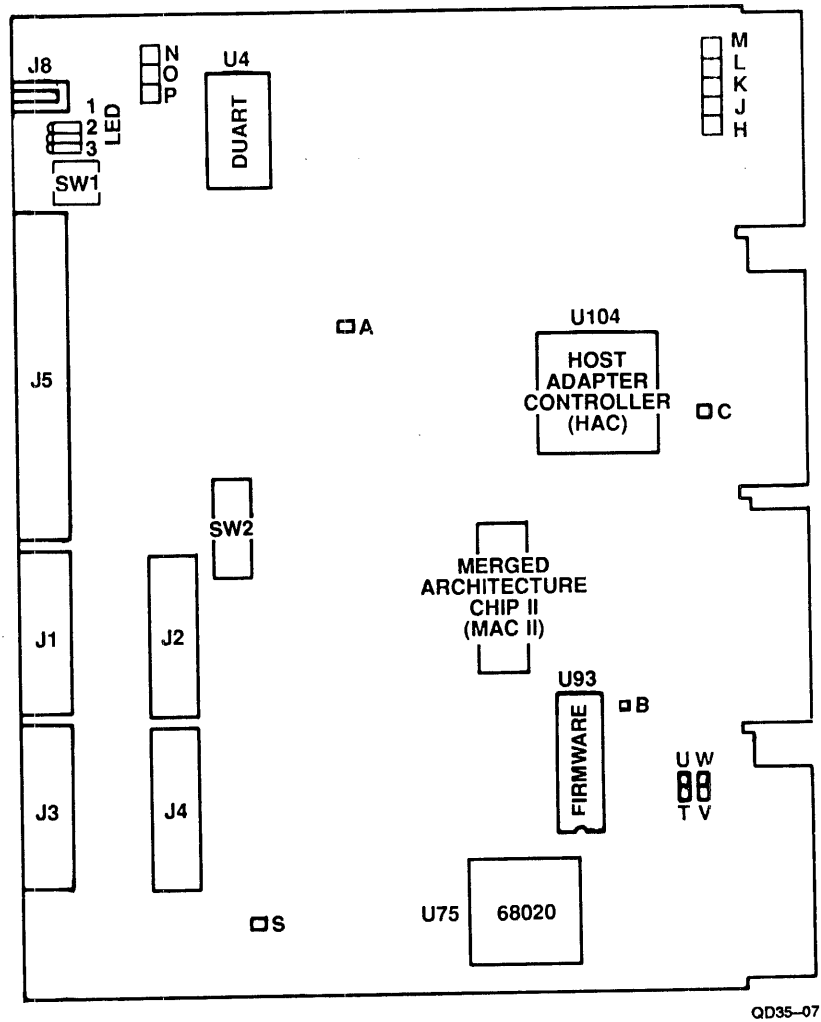 J8
1
2
3
LED
SW1
N
O
P
U4
DUART
M
L
K
J
H
A
J5
U104
HOST
ADAPTER
CONTROLLER
(HAC)
C
SW2
MERGED
ARCHITECTURE
CHIP II
(MAC II)
J1
J2
U93
FIRMWARE
B
U W
T V
J3
J4
S
U75
68020
QD35–07